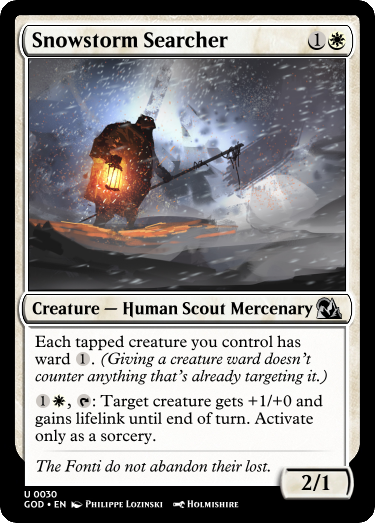 Snowstorm Searcher 1
Creature — Human Scout Mercenary
Each tapped creature you control has
ward 1. (Giving a creature ward doesn't
counter anything that's already targeting it.)
1, : Target creature gets +1/+0 and
gains lifelink until end of turn. Activate
only as a sorcery.
The Fonti do not abandon their lost.
2/1
U 0030
GOD • EN Philippe Lozinski Holmishire